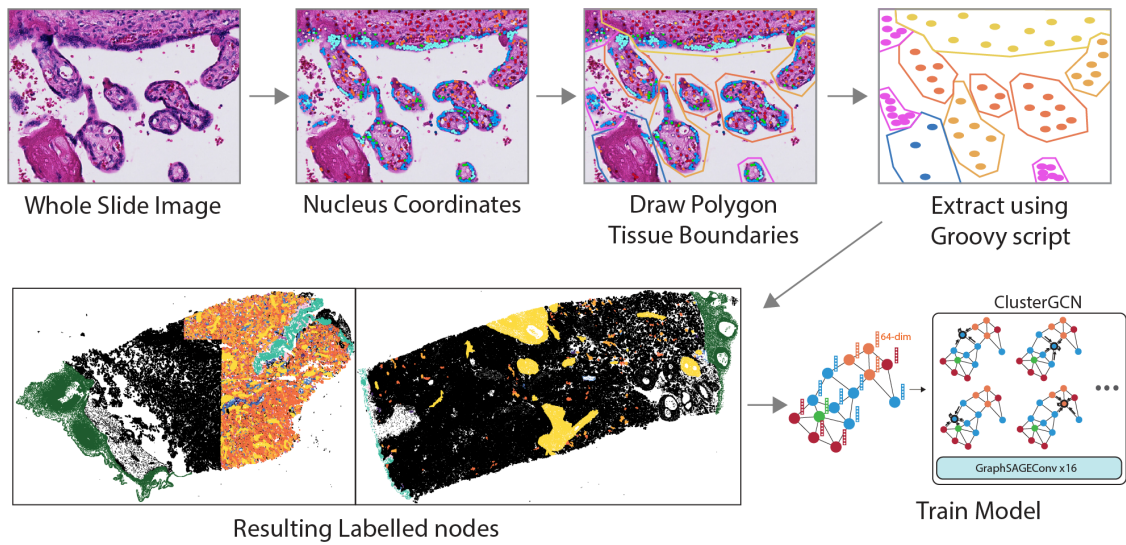 Whole Slide Image
Nucleus Coordinates
Draw Polygon
Tissue Boundaries
Extract using
Groovy script
Resulting Labelled nodes
64-dim
ClusterGCN
GraphSAGEConv x16
Train Model